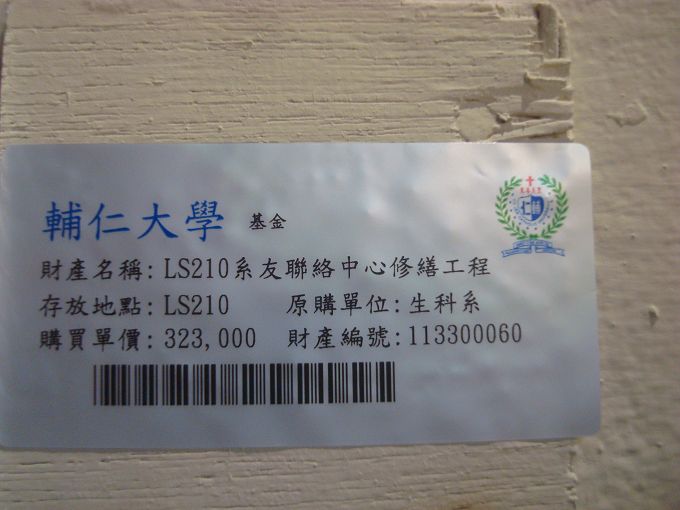 輔仁大學 基金
財產名稱: LS210系友聯絡中心修繕工程
存放地點: LS210 原購單位: 生科系
購買單價: 323,000 財產編號: 113300060